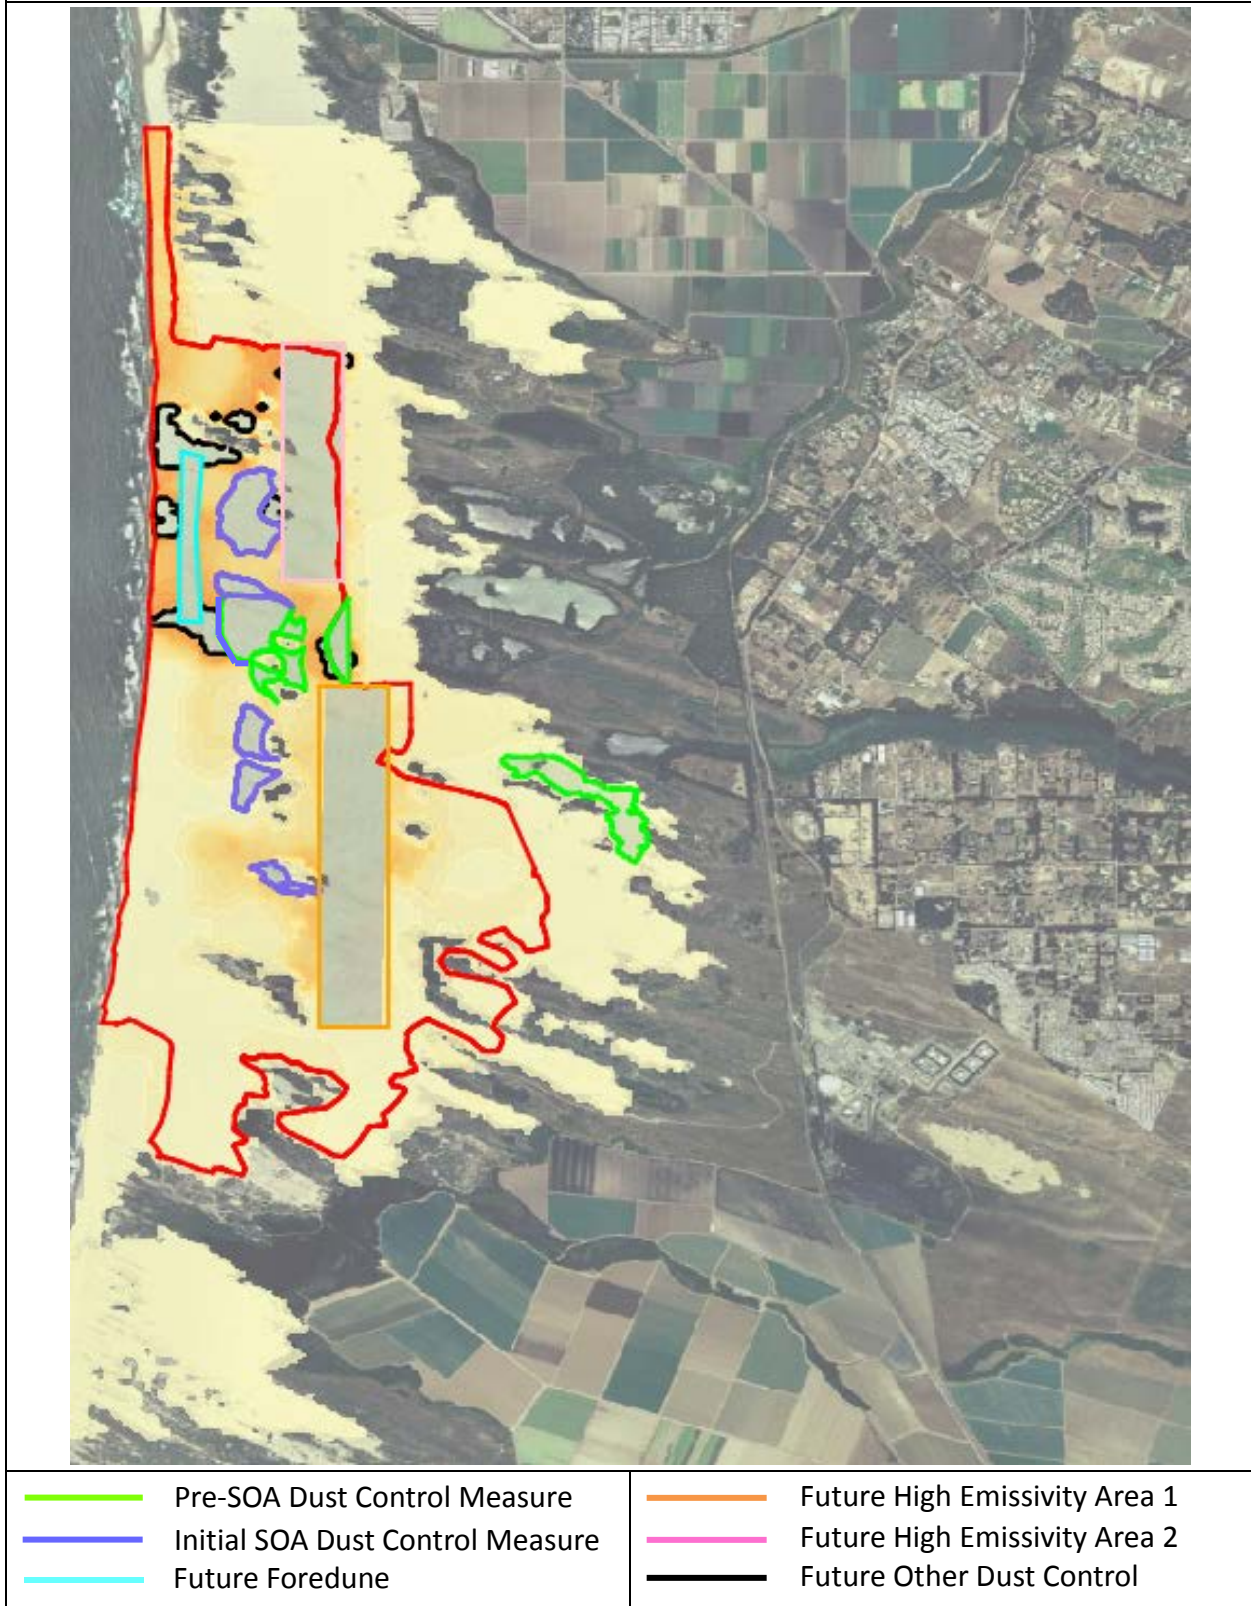 Pre-SOA Dust Control Measure
Initial SOA Dust Control Measure
Future Foredune
Future High Emissivity Area 1
Future High Emissivity Area 2
Future Other Dust Control